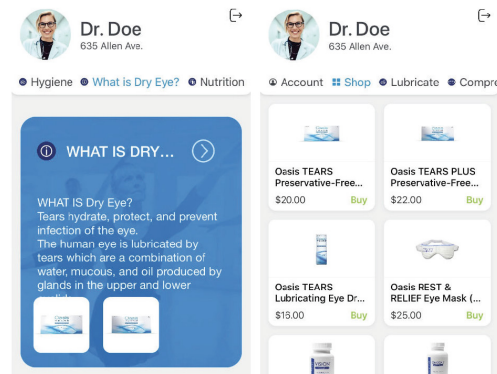 Dr. Doe
635 Allen Ave.
Hygiene What is Dry Eye? Nutrition
WHAT IS DRY...
WHAT IS Dry Eye?
Tears hydrate, protect, and prevent
infection of the eye.
The human eye is lubricated by
tears which are a combination of
water, mucous, and oil produced by
glands in the upper and lower
Dr. Doe
635 Allen Ave.
Account Shop Lubricate Compre
Oasis TEARS
Preservative-Free...
$20.00 Buy
Oasis TEARS PLUS
Preservative-Free...
$22.00 Buy
Oasis TEARS
Lubricating Eye Dr...
$16.00 Buy
Oasis REST &
RELIEF Eye Mask (...
$25.00 Buy
VISION